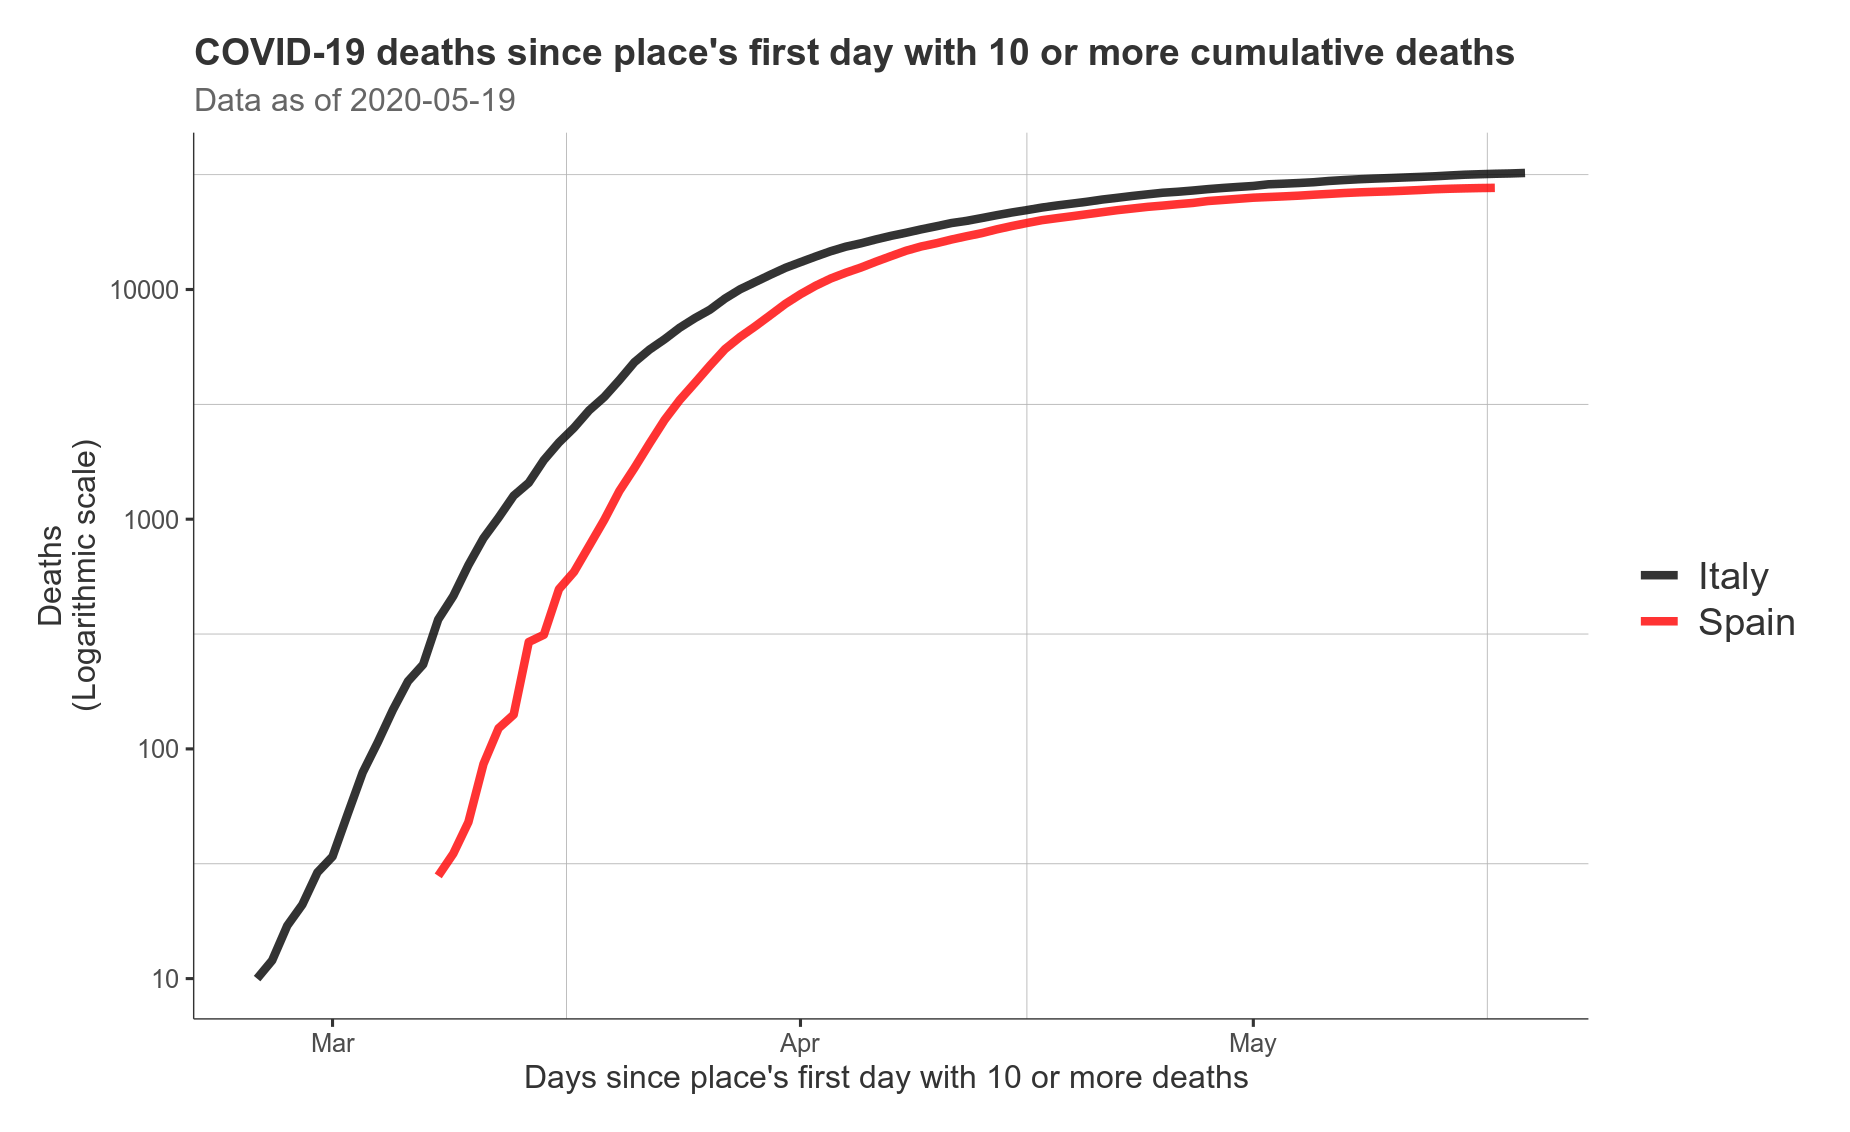 COVID-19 deaths since place's first day with 10 or more cumulative deaths
Data as of 2020-05-19
Deaths
(Logarithmic scale)
10000
1000
100
10
Mar
Apr
May
Days since place's first day with 10 or more deaths
Italy
Spain